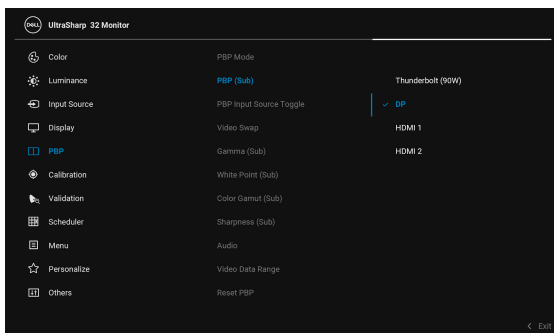 DELL UltraSharp 32 Monitor
Color PBP Mode
Luminance PBP (Sub) Thunderbolt (90W)
Input Source PBP Input Source Toggle DP
Display Video Swap HDMI 1
PBP Gamma (Sub) HDMI 2
Calibration White Point (Sub)
Validation Color Gamut (Sub)
Scheduler Sharpness (Sub)
Menu Audio
Personalize Video Data Range
Others Reset PBP
Exit